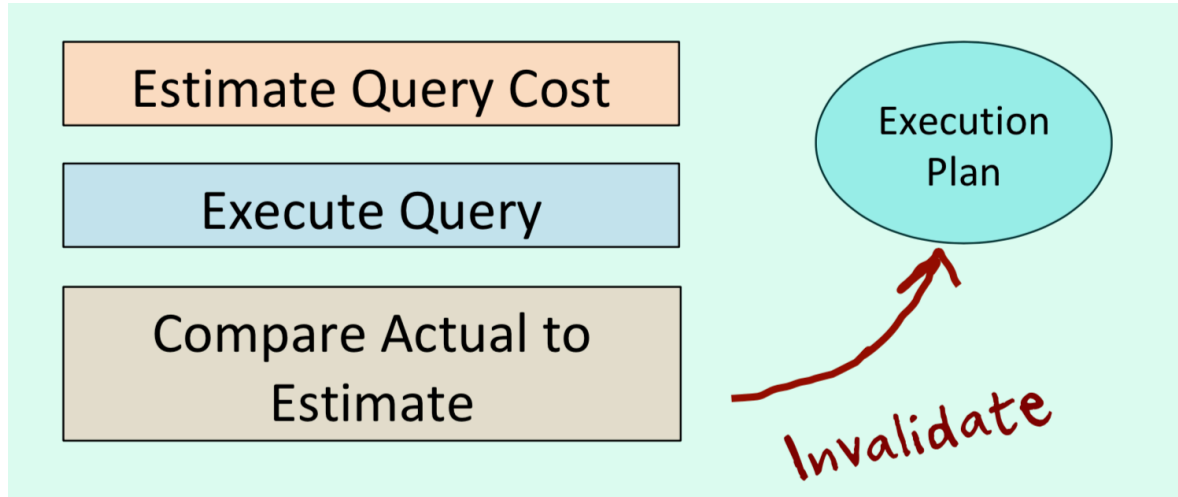 Estimate Query Cost
Execute Query
Compare Actual to
Estimate
Execution
Plan
Invalidate